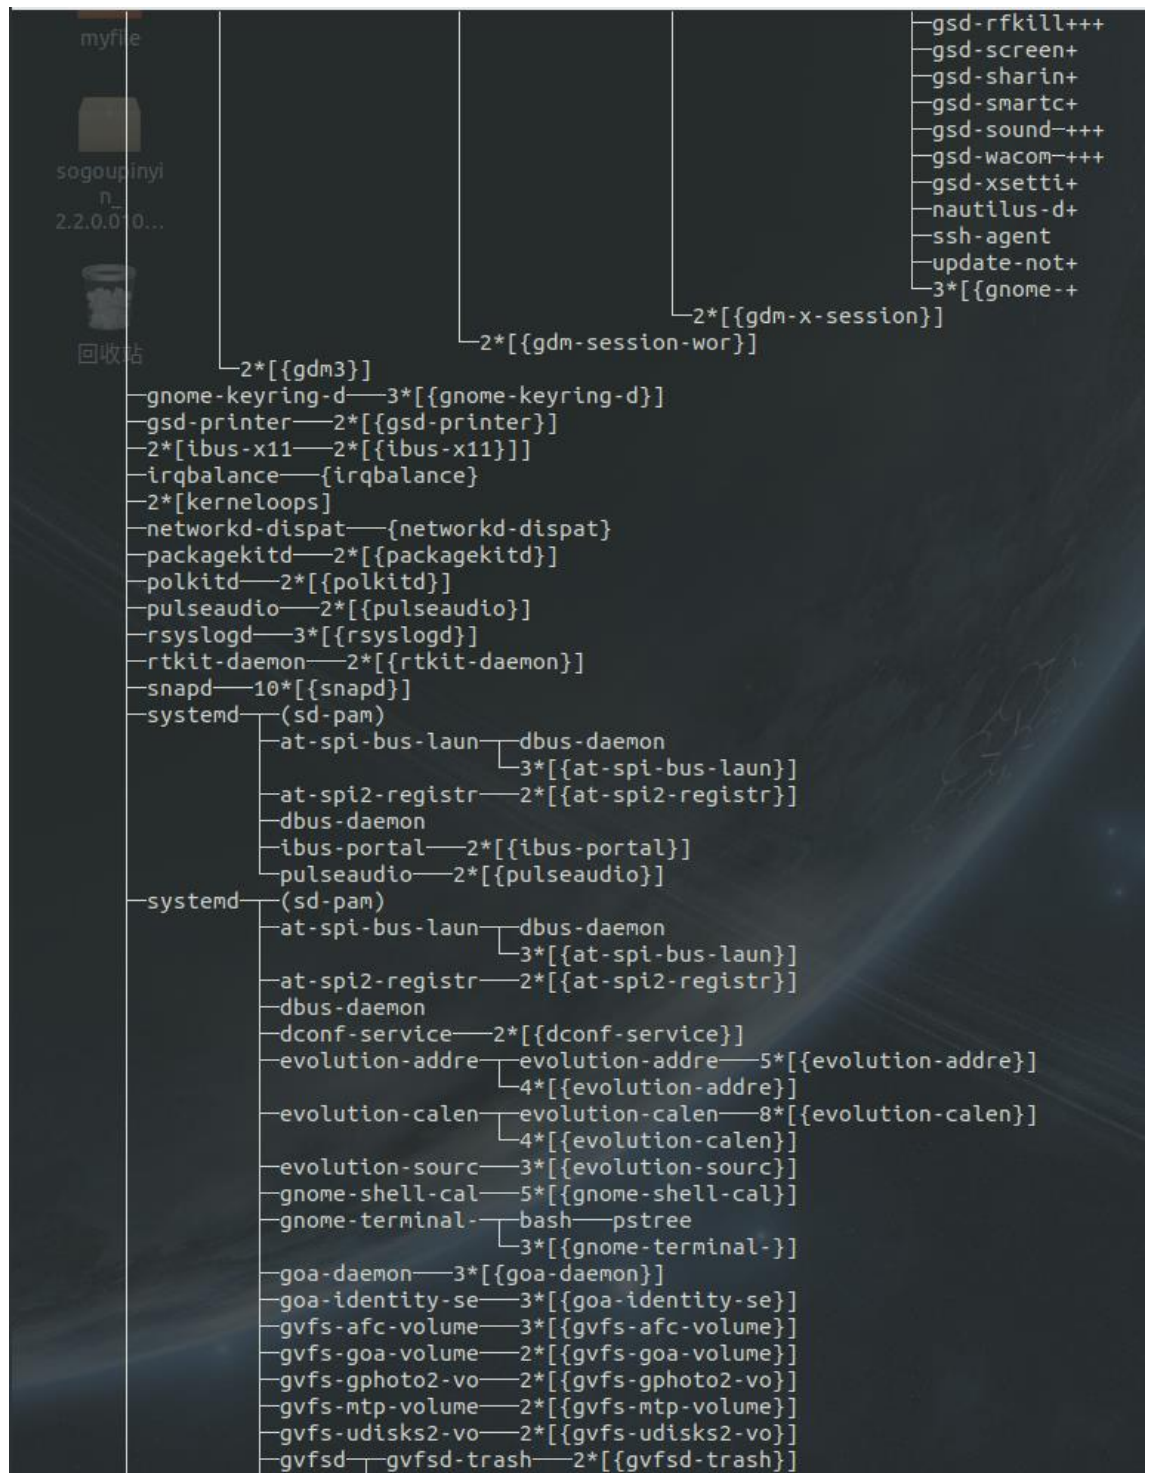 myfile
sogoupinyi
n_
2.2.0.010...
回收站
├─gsd-rfkill+++
├─gsd-screen+
├─gsd-sharin+
├─gsd-smartc+
├─gsd-sound─+++
├─gsd-wacom─+++
├─gsd-xsetti+
├─nautilus-d+
├─ssh-agent
├─update-not+
└─3*[{gnome-+
└─2*[{gdm-x-session}]
└─2*[{gdm-session-wor}]
└─2*[{gdm3}]
├─gnome-keyring-d───3*[{gnome-keyring-d}]
├─gsd-printer───2*[{gsd-printer}]
├─2*[ibus-x11───2*[{ibus-x11}]]
├─irqbalance───{irqbalance}
├─2*[kerneloops]
├─networkd-dispat───{networkd-dispat}
├─packagekitd───2*[{packagekitd}]
├─polkitd───2*[{polkitd}]
├─pulseaudio───2*[{pulseaudio}]
├─rsyslogd───3*[{rsyslogd}]
├─rtkit-daemon───2*[{rtkit-daemon}]
├─snapd───10*[{snapd}]
├─systemd─┬─(sd-pam)
├─at-spi-bus-laun─┬─dbus-daemon
└─3*[{at-spi-bus-laun}]
├─at-spi2-registr───2*[{at-spi2-registr}]
├─dbus-daemon
├─ibus-portal───2*[{ibus-portal}]
└─pulseaudio───2*[{pulseaudio}]
├─systemd─┬─(sd-pam)
├─at-spi-bus-laun─┬─dbus-daemon
└─3*[{at-spi-bus-laun}]
├─at-spi2-registr───2*[{at-spi2-registr}]
├─dbus-daemon
├─dconf-service───2*[{dconf-service}]
├─evolution-addre─┬─evolution-addre───5*[{evolution-addre}]
└─4*[{evolution-addre}]
├─evolution-calen─┬─evolution-calen───8*[{evolution-calen}]
└─4*[{evolution-calen}]
├─evolution-sourc───3*[{evolution-sourc}]
├─gnome-shell-cal───5*[{gnome-shell-cal}]
├─gnome-terminal-─┬─bash───pstree
└─3*[{gnome-terminal-}]
├─goa-daemon───3*[{goa-daemon}]
├─goa-identity-se───3*[{goa-identity-se}]
├─gvfs-afc-volume───3*[{gvfs-afc-volume}]
├─gvfs-goa-volume───2*[{gvfs-goa-volume}]
├─gvfs-gphoto2-vo───2*[{gvfs-gphoto2-vo}]
├─gvfs-mtp-volume───2*[{gvfs-mtp-volume}]
├─gvfs-udisks2-vo───2*[{gvfs-udisks2-vo}]
├─gvfsd─┬─gvfsd-trash───2*[{gvfsd-trash}]